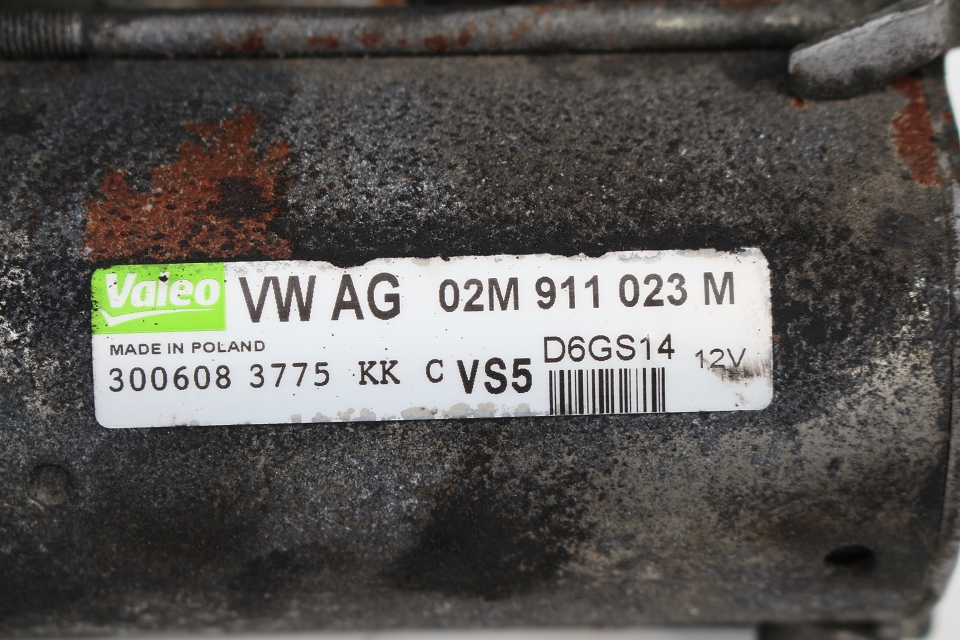 Valeo VW AG 02M 911 023 M
MADE IN POLAND
D6GS14 12V
300608 3775 KK C VS5